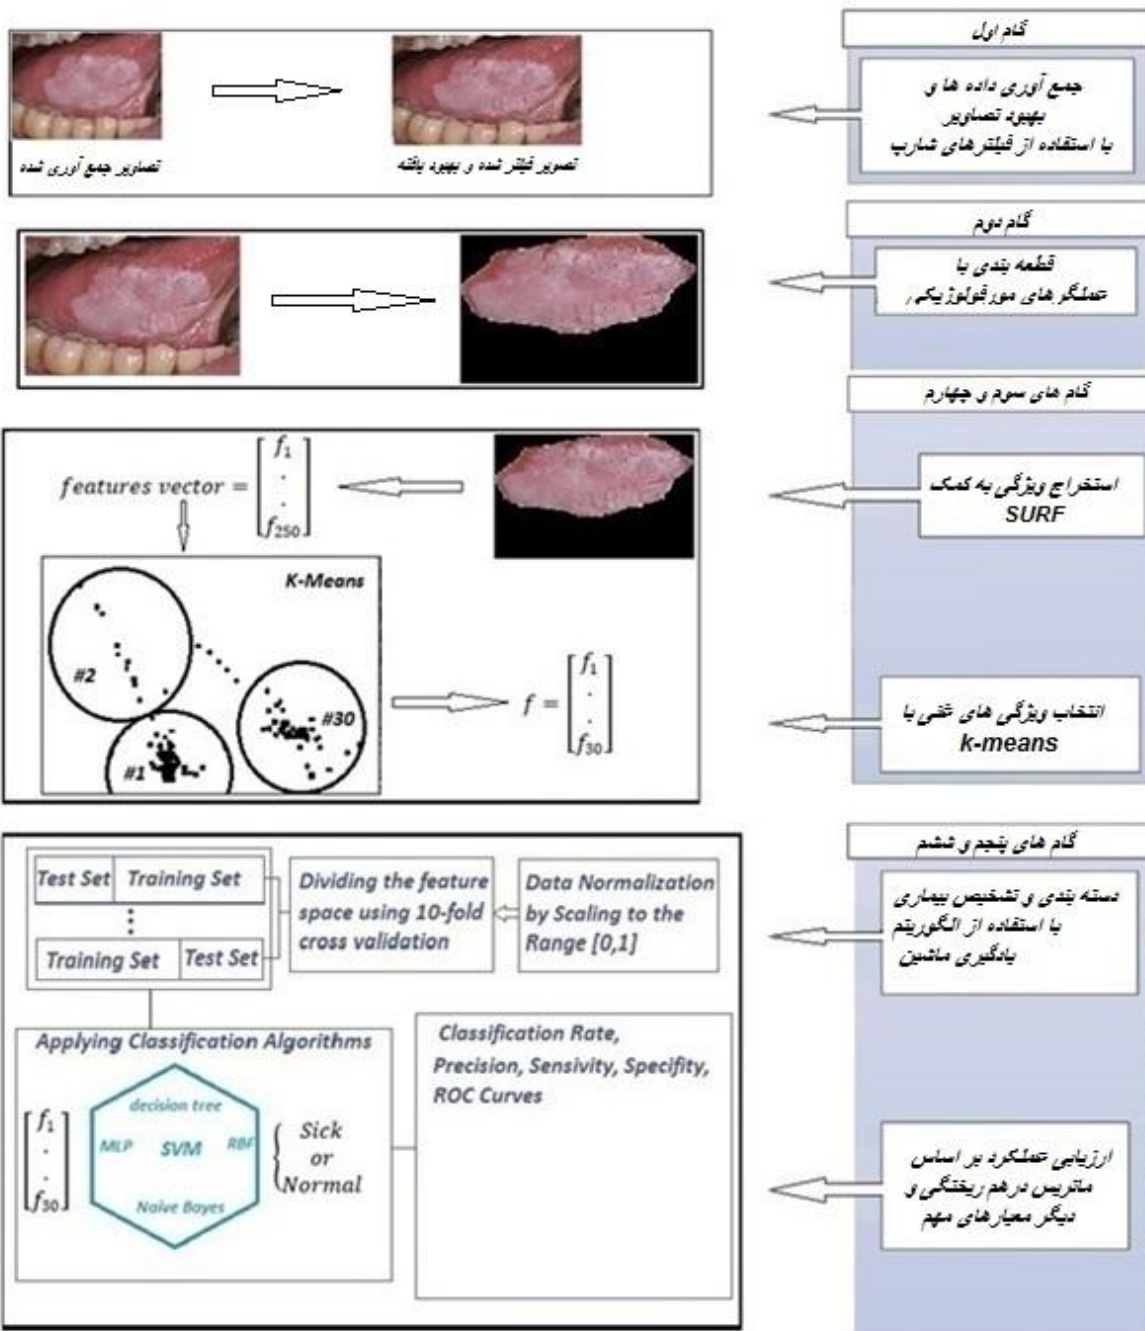 گام اول
جمع آوری داده ها و
بهبود تصاویر
با استفاده از فیلترهای شارپ
تصاویر جمع آوری شده
تصویر فیلتر شده و بهبود یافته
گام دوم
قطعه بندی با
عملگرهای مورفولوژیکی
گام های سوم و چهارم
استخراج ویژگی به کمک
SURF
features vector =
f1
.
.
f250
K-Means
#2
#1
#30
f =
f1
.
.
f30
انتخاب ویژگی های غنی با
k-means
گام های پنجم و ششم
دسته بندی و تشخیص بیماری
با استفاده از الگوریتم
یادگیری ماشین
Test Set Training Set
⋮
Training Set Test Set
Dividing the feature
space using 10-fold
cross validation
Data Normalization
by Scaling to the
Range [0,1]
Applying Classification Algorithms
f1
.
.
f30
decision tree
MLP SVM RBF
Naive Bayes
Sick
or
Normal
Classification Rate,
Precision, Sensivity, Specifity,
ROC Curves
ارزیابی عملکرد بر اساس
ماتریس درهم ریختگی و
دیگر معیارهای مهم